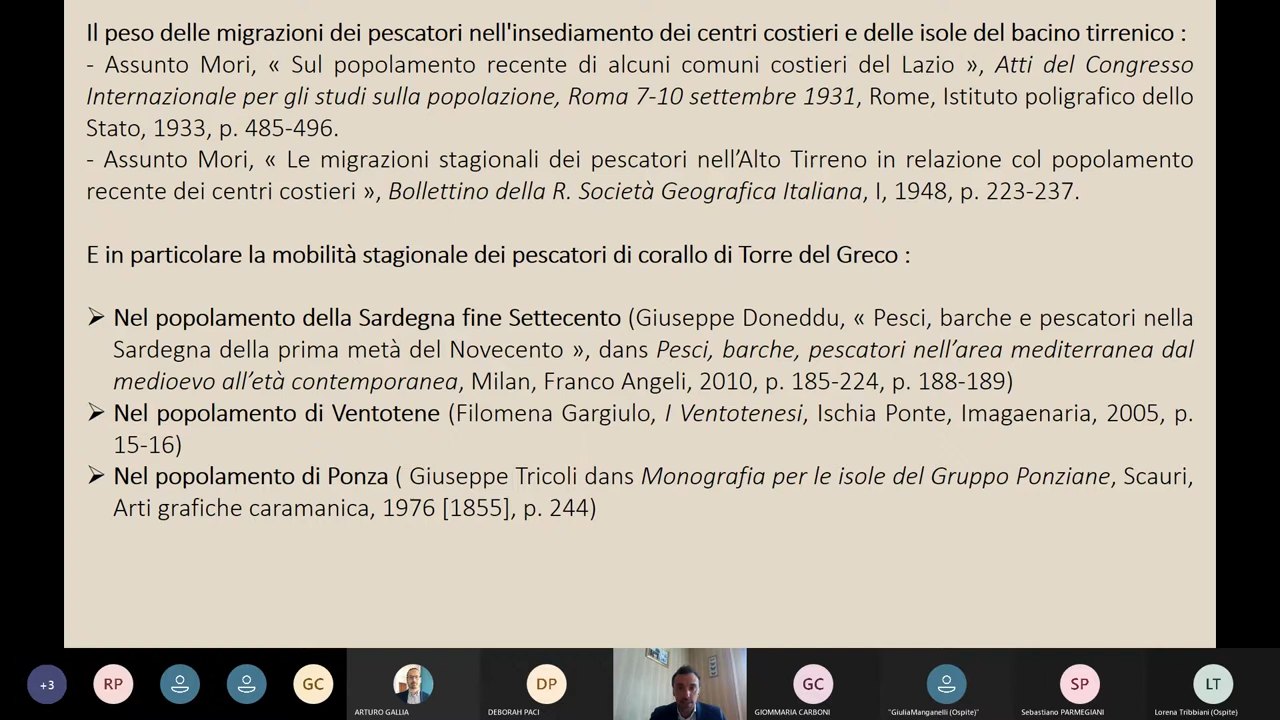 Il peso delle migrazioni dei pescatori nell'insediamento dei centri costieri e delle isole del bacino tirrenico :
- Assunto Mori, « Sul popolamento recente di alcuni comuni costieri del Lazio », Atti del Congresso
Internazionale per gli studi sulla popolazione, Roma 7-10 settembre 1931, Rome, Istituto poligrafico dello
Stato, 1933, p. 485-496.
- Assunto Mori, « Le migrazioni stagionali dei pescatori nell’Alto Tirreno in relazione col popolamento
recente dei centri costieri », Bollettino della R. Società Geografica Italiana, I, 1948, p. 223-237.
E in particolare la mobilità stagionale dei pescatori di corallo di Torre del Greco :
➢ Nel popolamento della Sardegna fine Settecento (Giuseppe Doneddu, « Pesci, barche e pescatori nella
Sardegna della prima metà del Novecento », dans Pesci, barche, pescatori nell’area mediterranea dal
medioevo all’età contemporanea, Milan, Franco Angeli, 2010, p. 185-224, p. 188-189)
➢ Nel popolamento di Ventotene (Filomena Gargiulo, I Ventotenesi, Ischia Ponte, Imagaenaria, 2005, p.
15-16)
➢ Nel popolamento di Ponza ( Giuseppe Tricoli dans Monografia per le isole del Gruppo Ponziane, Scauri,
Arti grafiche caramanica, 1976 [1855], p. 244)
+3
RP
GC
ARTURO GALLIA
DP
DEBORAH PACI
GC
GIOMMARIA CARBONI
"GiuliaManganelli (Ospite)"
SP
Sebastiano PARMEGIANI
LT
Lorena Tribbiani (Ospite)